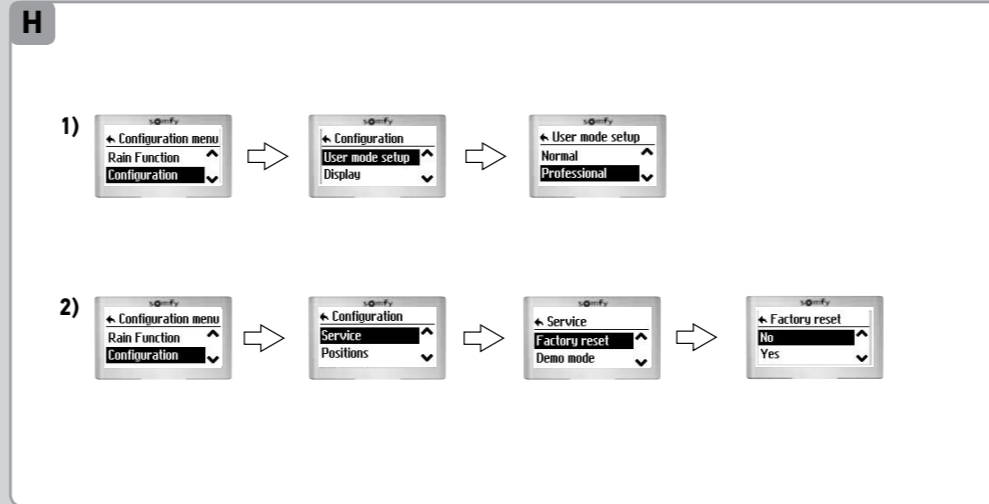 H
1)
somfy
Configuration menu
Rain Function
Configuration
somfy
Configuration
User mode setup
Display
somfy
User mode setup
Normal
Professional
2)
somfy
Configuration menu
Rain Function
Configuration
somfy
Configuration
Service
Positions
somfy
Service
Factory reset
Demo mode
somfy
Factory reset
No
Yes